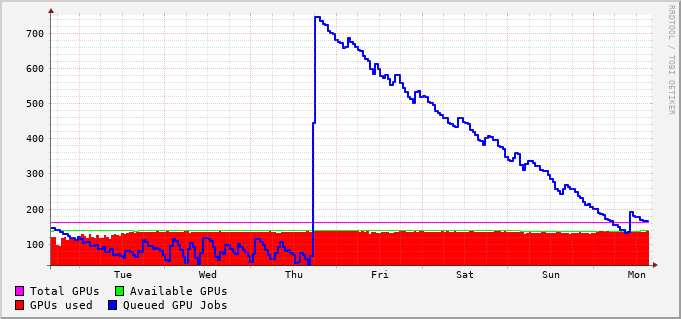 700
600
500
400
300
200
100
Tue Wed Thu Fri Sat Sun Mon
Total GPUs Available GPUs
GPUs used Queued GPU Jobs
RRDTOOL / TOBI OETIKER